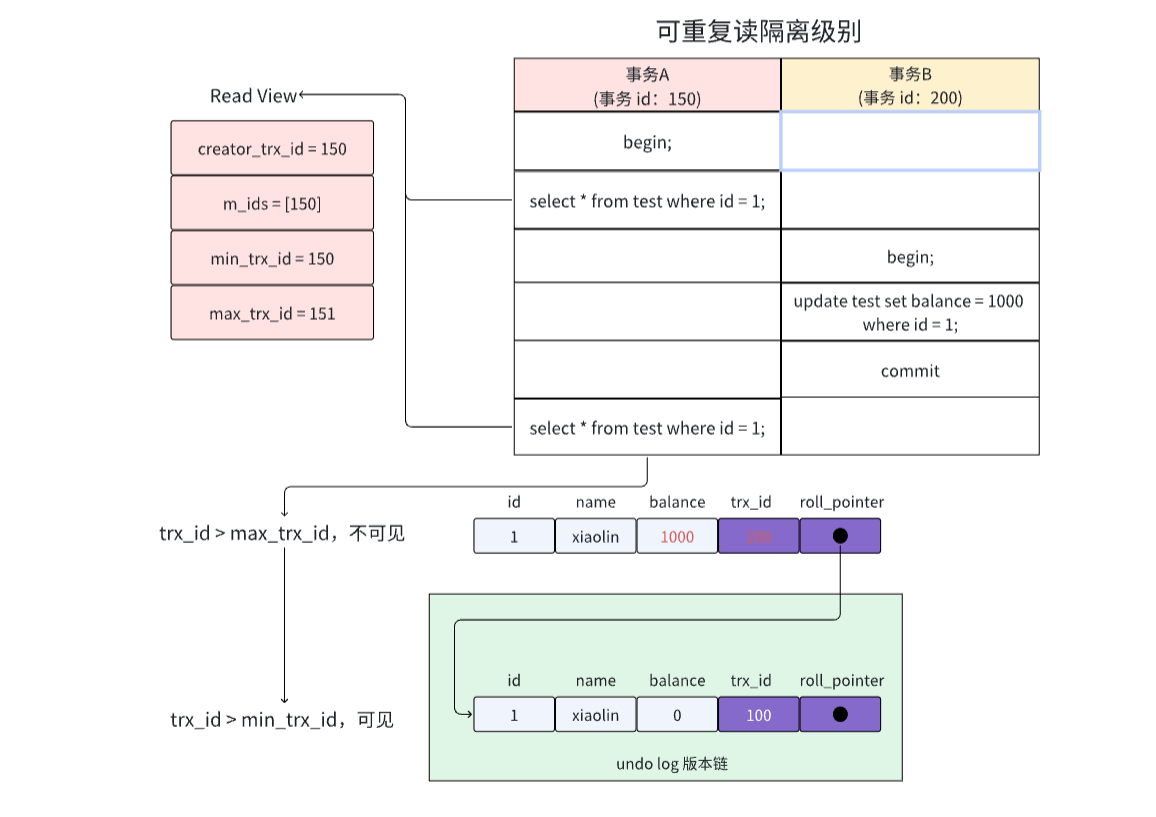 可重复读隔离级别
事务A
(事务 id：150)
事务B
(事务 id：200)
Read View
creator_trx_id = 150
m_ids = [150]
min_trx_id = 150
max_trx_id = 151
begin;
select * from test where id = 1;
begin;
update test set balance = 1000
where id = 1;
commit
select * from test where id = 1;
trx_id > max_trx_id，不可见
id name balance trx_id roll_pointer
1 xiaolin 1000 200
id name balance trx_id roll_pointer
1 xiaolin 0 100
trx_id > min_trx_id，可见
undo log 版本链